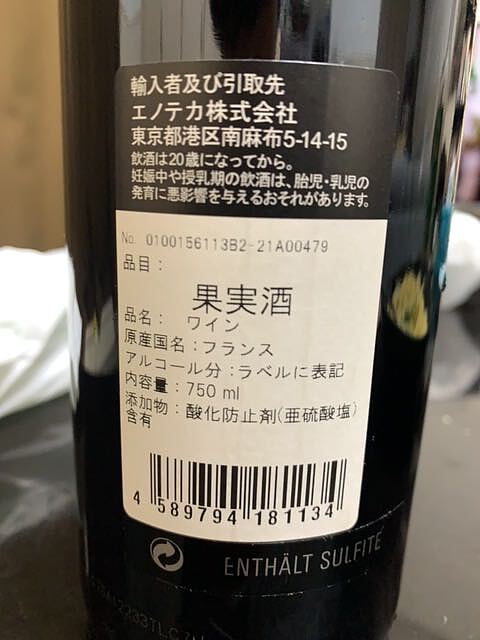 輸入者及び引取先
エノテカ株式会社
東京都港区南麻布5-14-15
飲酒は20歳になってから。
妊娠中や授乳期の飲酒は、胎児・乳児の
発育に悪影響を与えるおそれがあります。
No. 0100156113B2-21A00479
品目：
果実酒
品名： ワイン
原産国名：フランス
アルコール分：ラベルに表記
内容量：750 ml
添加物：酸化防止剤(亜硫酸塩)
含有
4 589794 181134
ENTHÄLT SULFITE